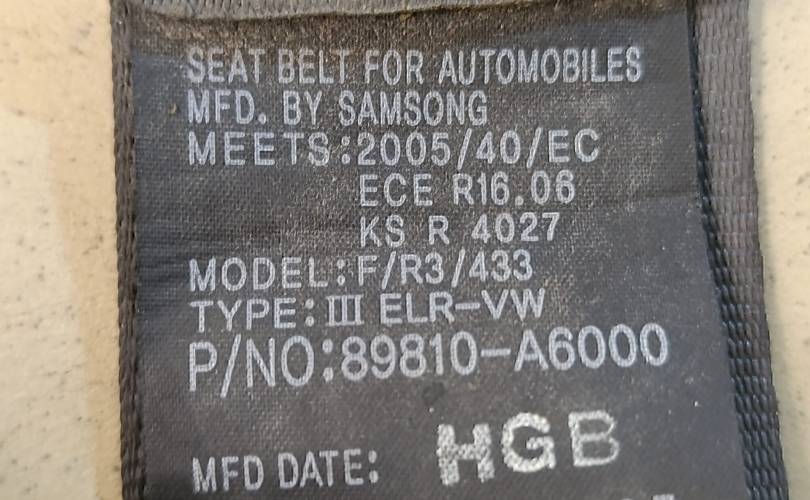 SEAT BELT FOR AUTOMOBILES
MFD. BY SAMSONG
MEETS:2005/40/EC
ECE R16.06
KS R 4027
MODEL:F/R3/433
TYPE:III ELR-VW
P/NO:89810-A6000
MFD DATE: HGB